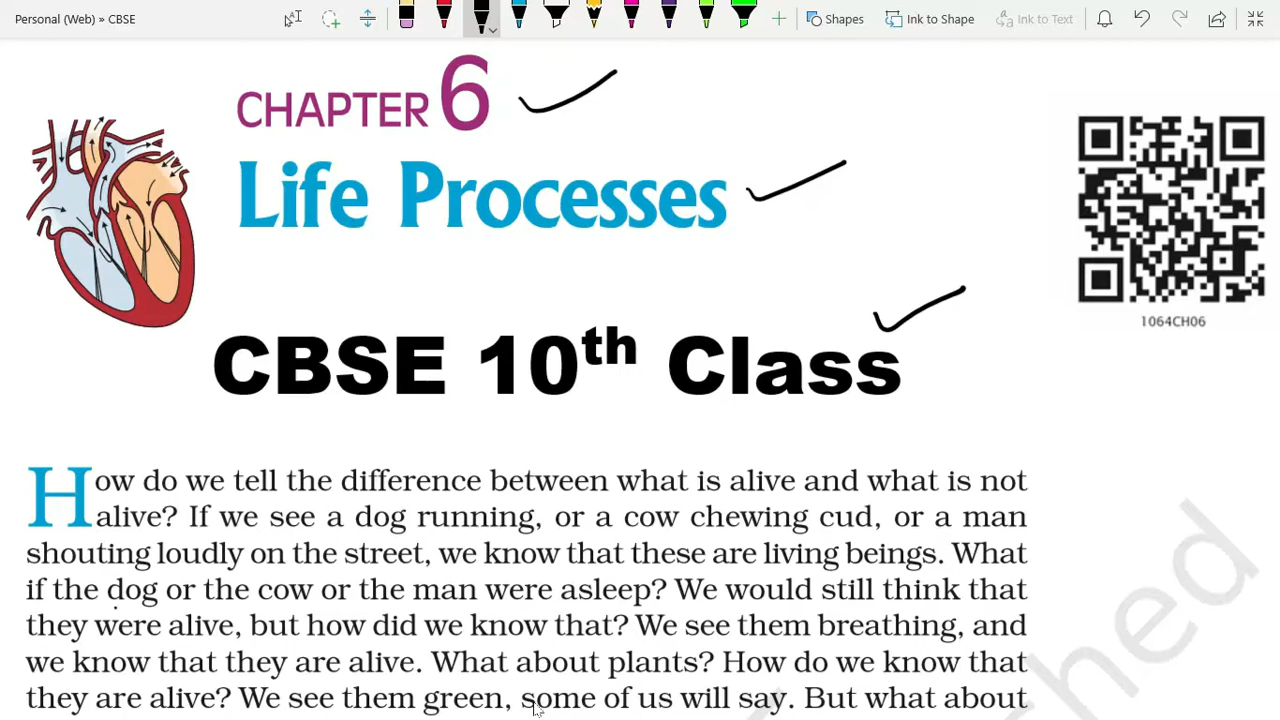 Personal (Web) » CBSE
Shapes
Ink to Shape
Ink to Text
CHAPTER 6
Life Processes
1064CH06
CBSE 10th Class
How do we tell the difference between what is alive and what is not
alive? If we see a dog running, or a cow chewing cud, or a man
shouting loudly on the street, we know that these are living beings. What
if the dog or the cow or the man were asleep? We would still think that
they were alive, but how did we know that? We see them breathing, and
we know that they are alive. What about plants? How do we know that
they are alive? We see them green, some of us will say. But what about